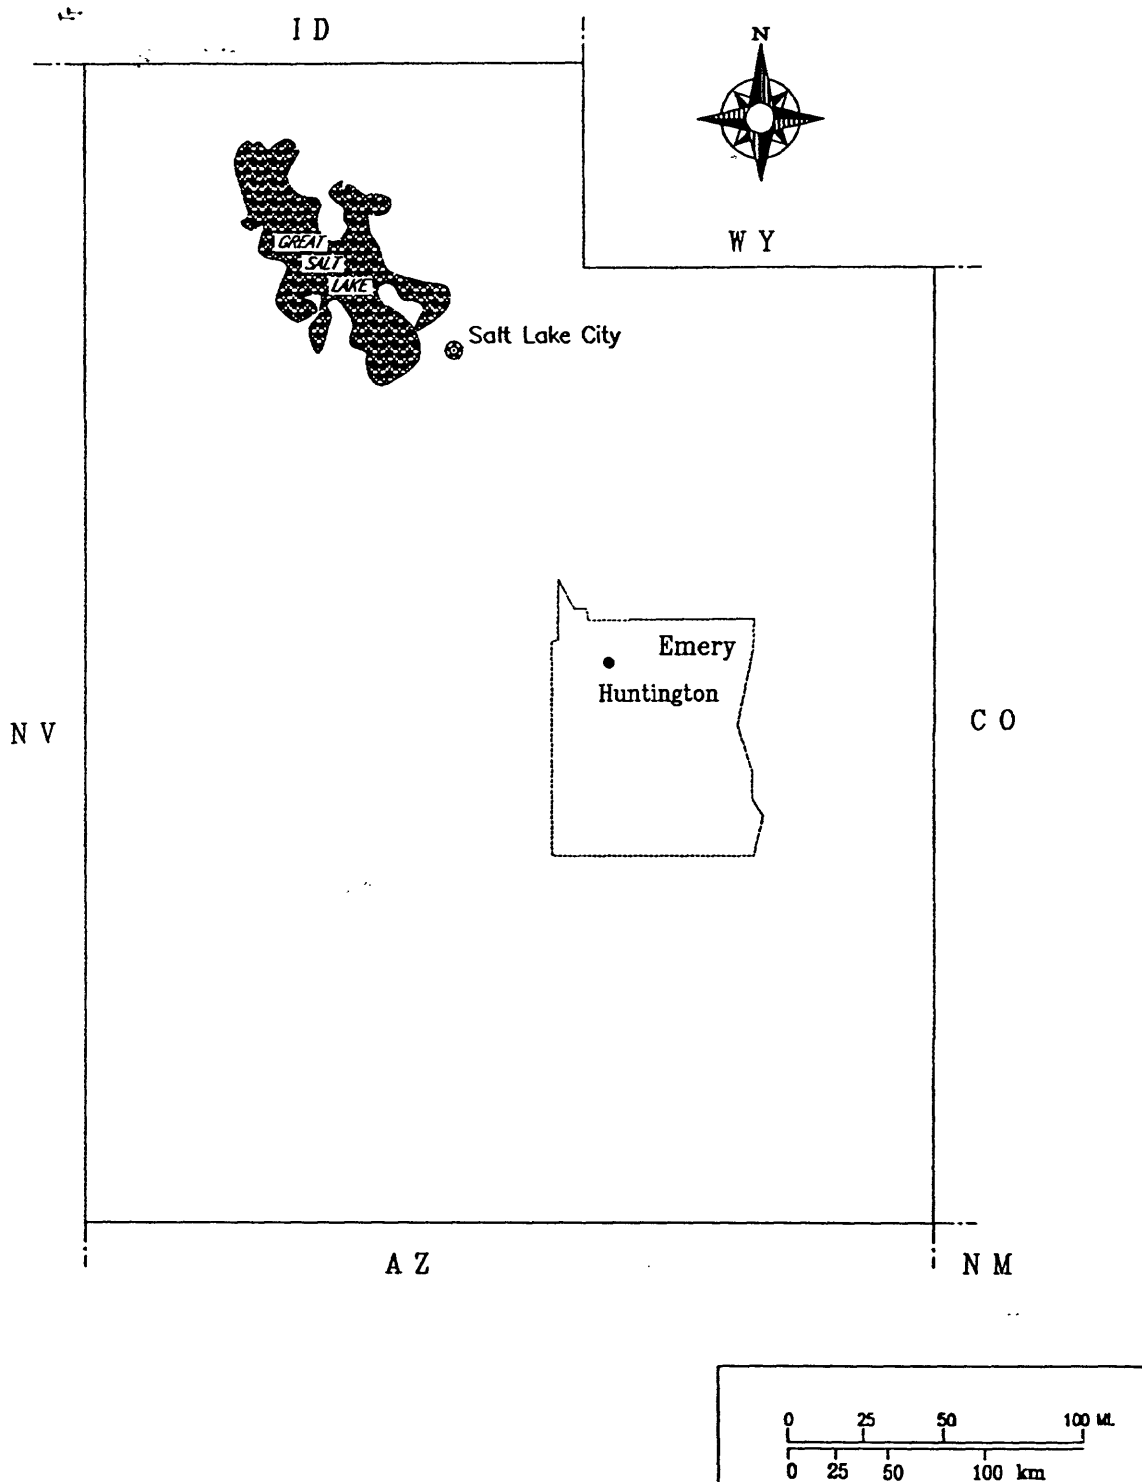 I D
N
W Y
GREAT
SALT
LAKE
Salt Lake City
Emery
Huntington
N V
C O
A Z
N M
0 25 50 100 MI.
0 25 50 100 km